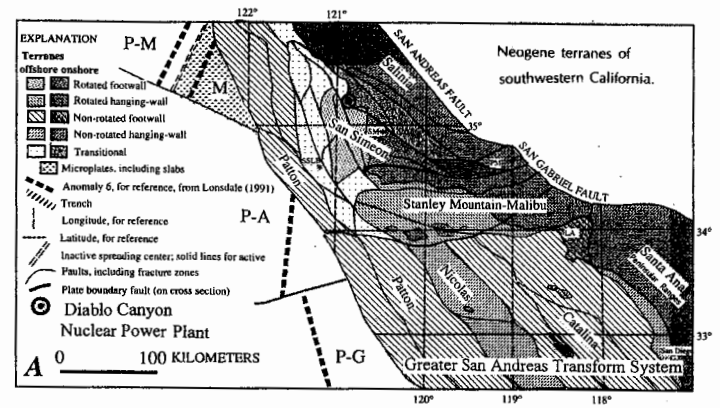 122°
121°
EXPLANATION
Terranes
offshore onshore
Rotated footwall
Rotated hanging-wall
Non-rotated footwall
Non-rotated hanging-wall
Transitional
Microplates, including slabs
Anomaly 6, for reference, from Lonsdale (1991)
Trench
Longitude, for reference
Latitude, for reference
Inactive spreading center; solid lines for active
Faults, including fracture zones
Plate boundary fault (on cross section)
Diablo Canyon
Nuclear Power Plant
A
0 100 KILOMETERS
P-M
M
P-A
P-G
Neogene terranes of
southwestern California.
SAN ANDREAS FAULT
Salinia
San Simeon
35°
SAN GABRIEL FAULT
Patton
Stanley Mountain-Malibu
34°
LA
Santa Ana
Peninsular Ranges
Patton
Nicolas
Catalina
33°
San Diego
Greater San Andreas Transform System
120°
119°
118°